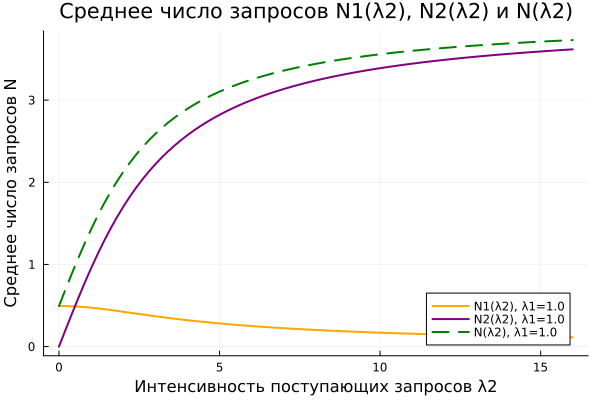 Среднее число запросов N1(λ2), N2(λ2) и N(λ2)
Среднее число запросов N
3
2
1
0
0
5
10
15
Интенсивность поступающих запросов λ2
N1(λ2), λ1=1.0
N2(λ2), λ1=1.0
N(λ2), λ1=1.0